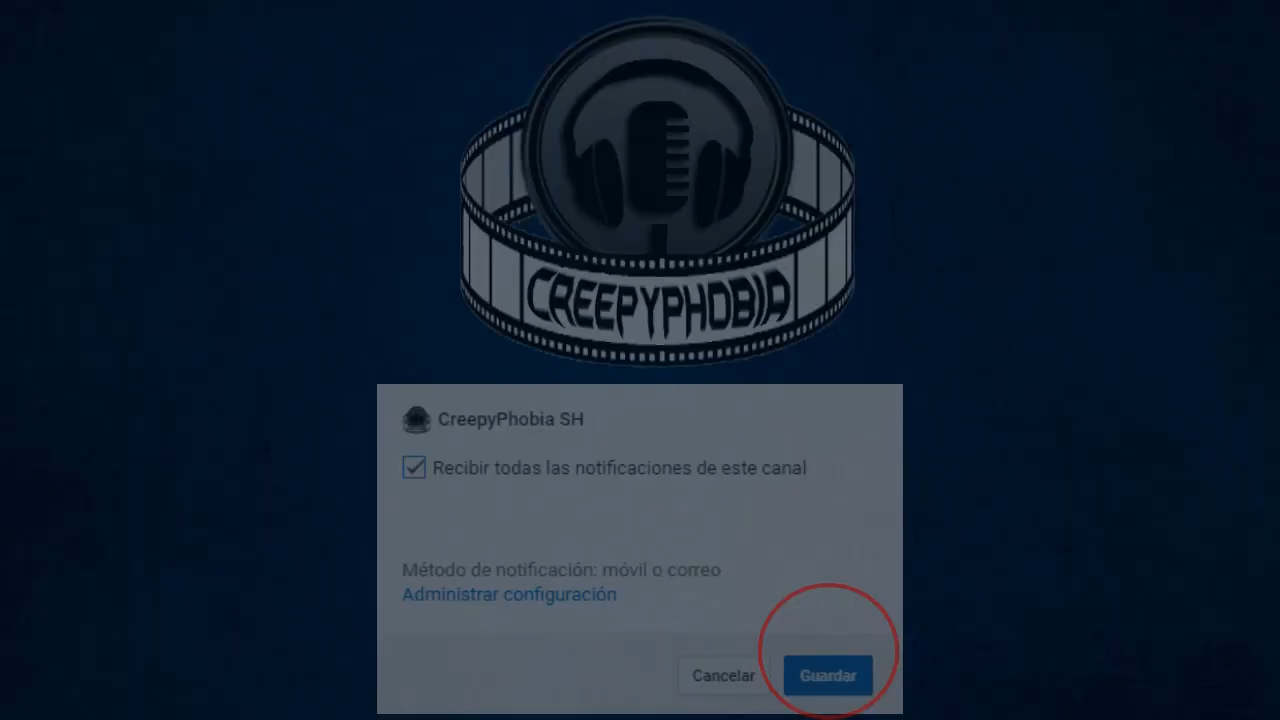 CREEPYPHOBIA
CreepyPhobia SH
Recibir todas las notificaciones de este canal
Método de notificación: móvil o correo
Administrar configuración
Cancelar
Guardar